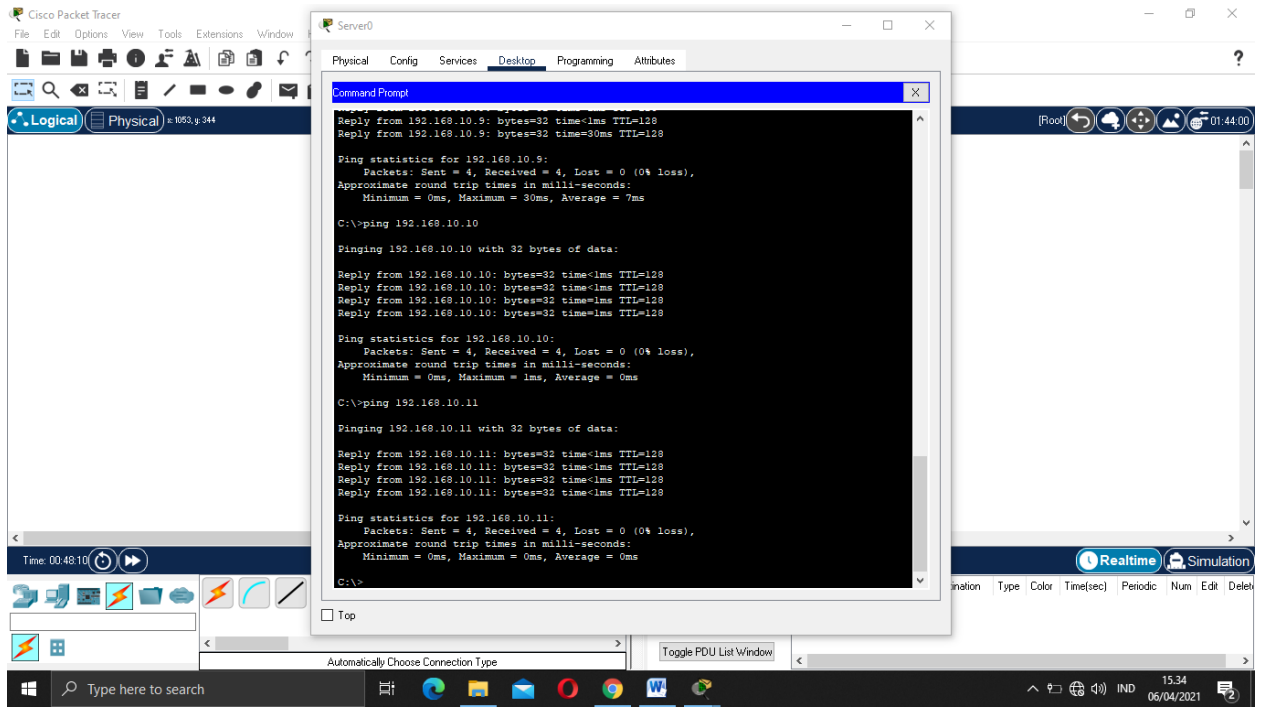 Cisco Packet Tracer
File Edit Options View Tools Extensions Window
Logical Physical x: 1053, y: 344
[Root] 01:44:00
Server0
Physical Config Services Desktop Programming Attributes
Command Prompt
Reply from 192.168.10.9: bytes=32 time<1ms TTL=128
Reply from 192.168.10.9: bytes=32 time=30ms TTL=128
Ping statistics for 192.168.10.9:
Packets: Sent = 4, Received = 4, Lost = 0 (0% loss),
Approximate round trip times in milli-seconds:
Minimum = 0ms, Maximum = 30ms, Average = 7ms
C:\>ping 192.168.10.10
Pinging 192.168.10.10 with 32 bytes of data:
Reply from 192.168.10.10: bytes=32 time<1ms TTL=128
Reply from 192.168.10.10: bytes=32 time<1ms TTL=128
Reply from 192.168.10.10: bytes=32 time=1ms TTL=128
Reply from 192.168.10.10: bytes=32 time=1ms TTL=128
Ping statistics for 192.168.10.10:
Packets: Sent = 4, Received = 4, Lost = 0 (0% loss),
Approximate round trip times in milli-seconds:
Minimum = 0ms, Maximum = 1ms, Average = 0ms
C:\>ping 192.168.10.11
Pinging 192.168.10.11 with 32 bytes of data:
Reply from 192.168.10.11: bytes=32 time<1ms TTL=128
Reply from 192.168.10.11: bytes=32 time<1ms TTL=128
Reply from 192.168.10.11: bytes=32 time<1ms TTL=128
Reply from 192.168.10.11: bytes=32 time<1ms TTL=128
Ping statistics for 192.168.10.11:
Packets: Sent = 4, Received = 4, Lost = 0 (0% loss),
Approximate round trip times in milli-seconds:
Minimum = 0ms, Maximum = 0ms, Average = 0ms
C:\>
Top
Time: 00:48:10
Realtime Simulation
Type Color Time(sec) Periodic Num Edit
Toggle PDU List Window
Automatically Choose Connection Type
Type here to search
IND
15.34
06/04/2021
2